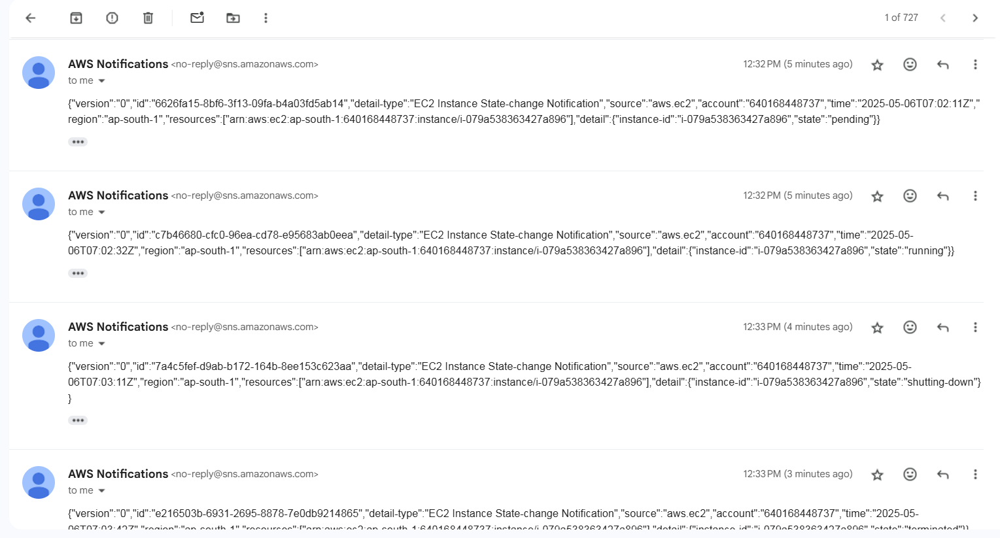 1 of 727
AWS Notifications <no-reply@sns.amazonaws.com>
12:32 PM (5 minutes ago)
to me
{"version":"0","id":"6626fa15-8bf6-3f13-09fa-b4a03fd5ab14","detail-type":"EC2 Instance State-change Notification","source":"aws.ec2","account":"640168448737","time":"2025-05-06T07:02:11Z","
region":"ap-south-1","resources":["arn:aws:ec2:ap-south-1:640168448737:instance/i-079a538363427a896"],"detail":{"instance-id":"i-079a538363427a896","state":"pending"}}
AWS Notifications <no-reply@sns.amazonaws.com>
12:32 PM (5 minutes ago)
to me
{"version":"0","id":"c7b46680-cfc0-96ea-cd78-e95683ab0eea","detail-type":"EC2 Instance State-change Notification","source":"aws.ec2","account":"640168448737","time":"2025-05-
06T07:02:32Z","region":"ap-south-1","resources":["arn:aws:ec2:ap-south-1:640168448737:instance/i-079a538363427a896"],"detail":{"instance-id":"i-079a538363427a896","state":"running"}}
AWS Notifications <no-reply@sns.amazonaws.com>
12:33 PM (4 minutes ago)
to me
{"version":"0","id":"7a4c5fef-d9ab-b172-164b-8ee153c623aa","detail-type":"EC2 Instance State-change Notification","source":"aws.ec2","account":"640168448737","time":"2025-05-
06T07:03:11Z","region":"ap-south-1","resources":["arn:aws:ec2:ap-south-1:640168448737:instance/i-079a538363427a896"],"detail":{"instance-id":"i-079a538363427a896","state":"shutting-down"}
}
AWS Notifications <no-reply@sns.amazonaws.com>
12:33 PM (3 minutes ago)
to me
{"version":"0","id":"e216503b-6931-2695-8878-7e0db9214865","detail-type":"EC2 Instance State-change Notification","source":"aws.ec2","account":"640168448737","time":"2025-05-
06T07:03:42Z","region":"ap-south-1","resources":["arn:aws:ec2:ap-south-1:640168448737:instance/i-079a538363427a896"],"detail":{"instance-id":"i-079a538363427a896","state":"terminated"}}